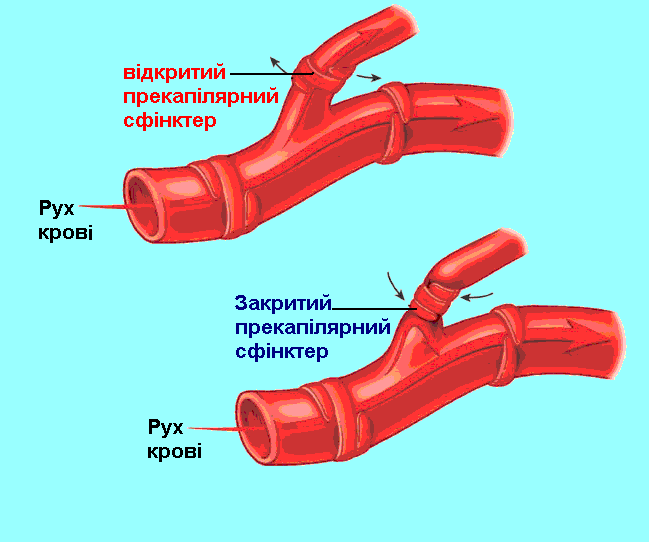 відкритий
прекапілярний
сфінктер
Рух
крові
Закритий
прекапілярний
сфінктер
Рух
крові